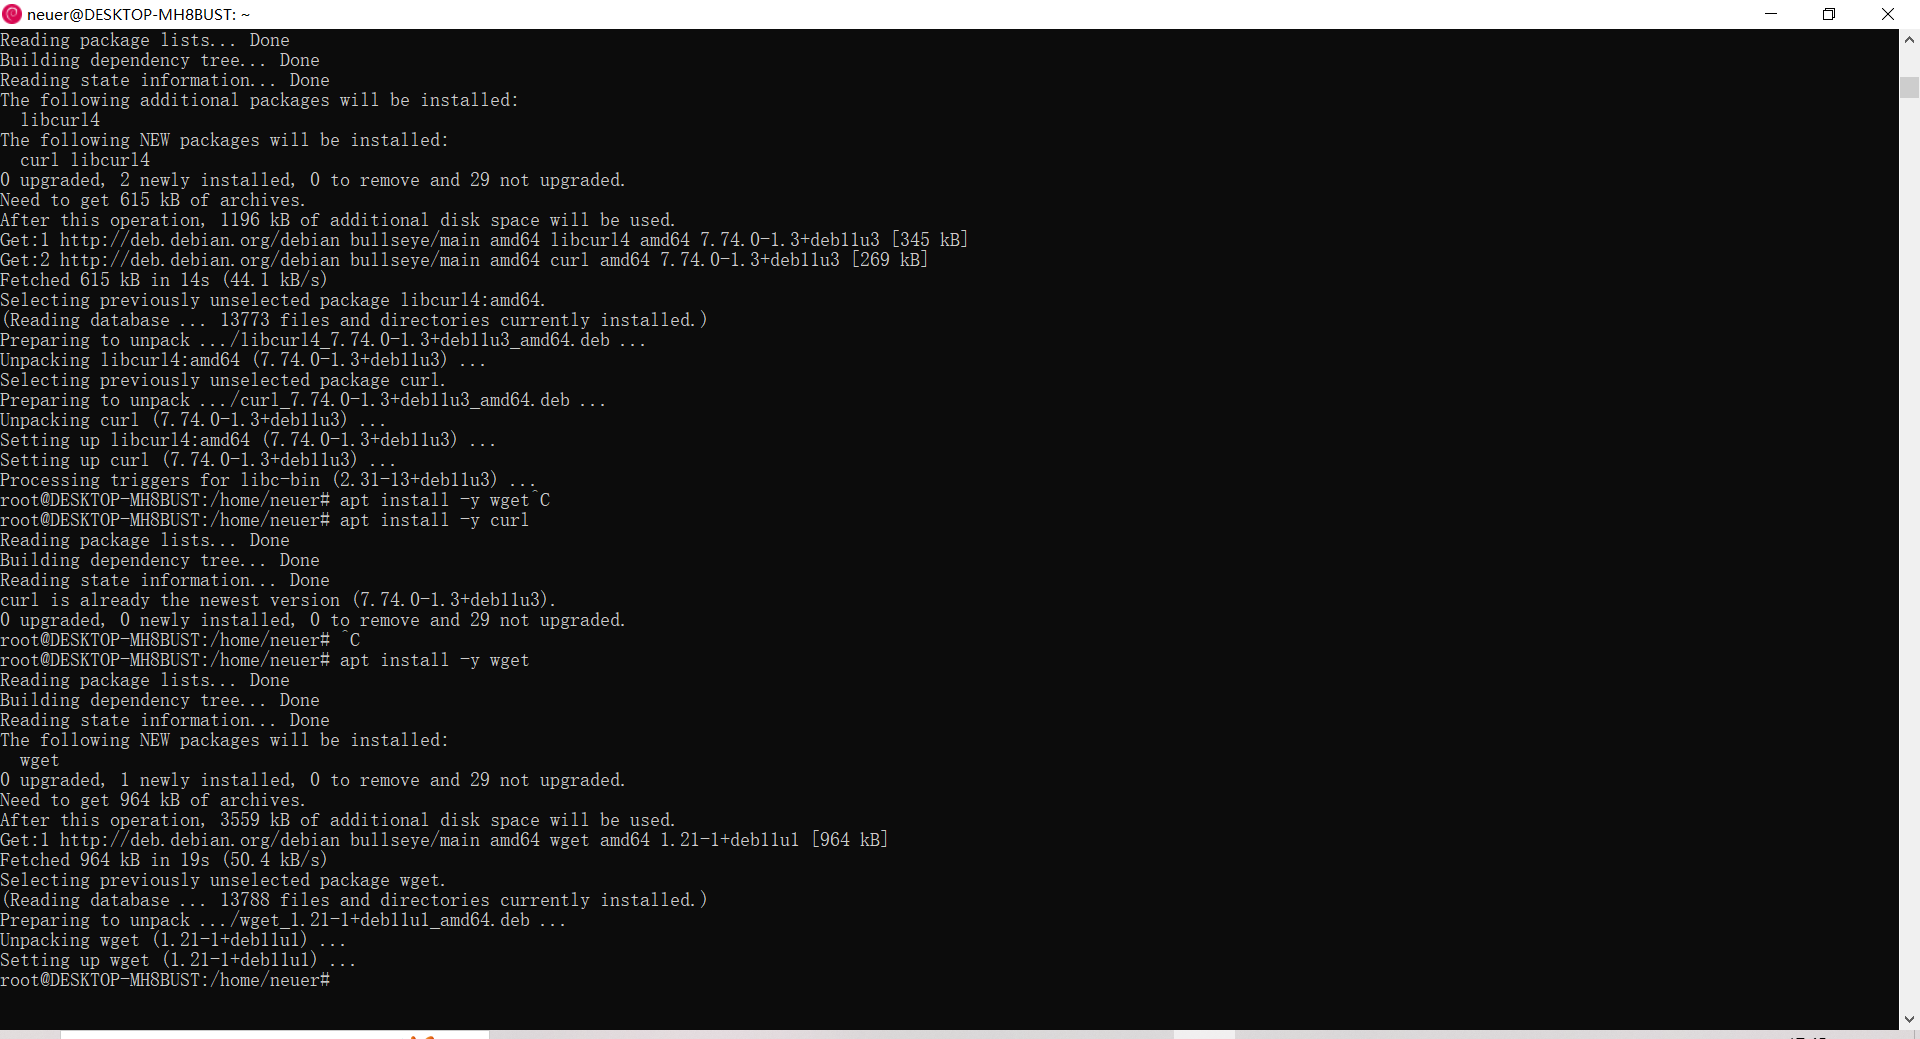 neuer@DESKTOP-MH8BUST: ~
Reading package lists... Done
Building dependency tree... Done
Reading state information... Done
The following additional packages will be installed:
  libcurl4
The following NEW packages will be installed:
  curl libcurl4
0 upgraded, 2 newly installed, 0 to remove and 29 not upgraded.
Need to get 615 kB of archives.
After this operation, 1196 kB of additional disk space will be used.
Get:1 http://deb.debian.org/debian bullseye/main amd64 libcurl4 amd64 7.74.0-1.3+deb11u3 [345 kB]
Get:2 http://deb.debian.org/debian bullseye/main amd64 curl amd64 7.74.0-1.3+deb11u3 [269 kB]
Fetched 615 kB in 14s (44.1 kB/s)
Selecting previously unselected package libcurl4:amd64.
(Reading database ... 13773 files and directories currently installed.)
Preparing to unpack .../libcurl4_7.74.0-1.3+deb11u3_amd64.deb ...
Unpacking libcurl4:amd64 (7.74.0-1.3+deb11u3) ...
Selecting previously unselected package curl.
Preparing to unpack .../curl_7.74.0-1.3+deb11u3_amd64.deb ...
Unpacking curl (7.74.0-1.3+deb11u3) ...
Setting up libcurl4:amd64 (7.74.0-1.3+deb11u3) ...
Setting up curl (7.74.0-1.3+deb11u3) ...
Processing triggers for libc-bin (2.31-13+deb11u3) ...
root@DESKTOP-MH8BUST:/home/neuer# apt install -y wget^C
root@DESKTOP-MH8BUST:/home/neuer# apt install -y curl
Reading package lists... Done
Building dependency tree... Done
Reading state information... Done
curl is already the newest version (7.74.0-1.3+deb11u3).
0 upgraded, 0 newly installed, 0 to remove and 29 not upgraded.
root@DESKTOP-MH8BUST:/home/neuer# ^C
root@DESKTOP-MH8BUST:/home/neuer# apt install -y wget
Reading package lists... Done
Building dependency tree... Done
Reading state information... Done
The following NEW packages will be installed:
  wget
0 upgraded, 1 newly installed, 0 to remove and 29 not upgraded.
Need to get 964 kB of archives.
After this operation, 3559 kB of additional disk space will be used.
Get:1 http://deb.debian.org/debian bullseye/main amd64 wget amd64 1.21-1+deb11u1 [964 kB]
Fetched 964 kB in 19s (50.4 kB/s)
Selecting previously unselected package wget.
(Reading database ... 13788 files and directories currently installed.)
Preparing to unpack .../wget_1.21-1+deb11u1_amd64.deb ...
Unpacking wget (1.21-1+deb11u1) ...
Setting up wget (1.21-1+deb11u1) ...
root@DESKTOP-MH8BUST:/home/neuer#